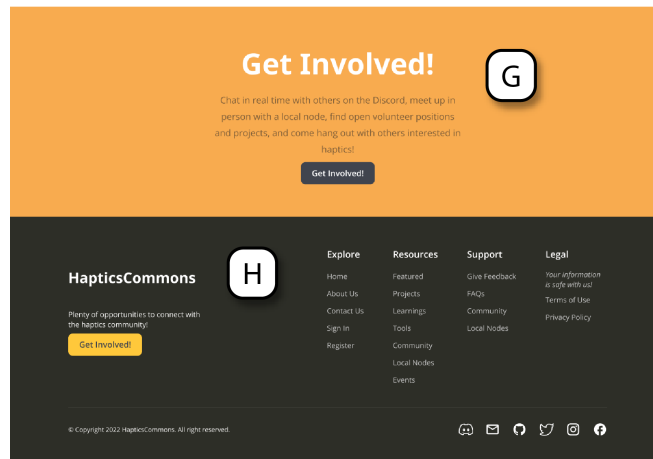 Get Involved!
G
Chat in real time with others on the Discord, meet up in
person with a local node, find open volunteer positions
and projects, and come hang out with others interested in
haptics!
Get Involved!
HapticsCommons
H
Plenty of opportunities to connect with
the haptics community!
Get Involved!
Explore
Home
About Us
Contact Us
Sign In
Register
Resources
Featured
Projects
Learnings
Tools
Community
Local Nodes
Events
Support
Give Feedback
FAQs
Community
Local Nodes
Legal
Your information
is safe with us!
Terms of Use
Privacy Policy
© Copyright 2022 HapticsCommons. All right reserved.